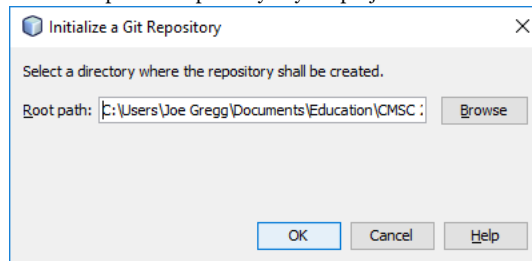 Initialize a Git Repository
Select a directory where the repository shall be created.
Root path: C:\Users\Joe Gregg\Documents\Education\CMSC : Browse
OK Cancel Help